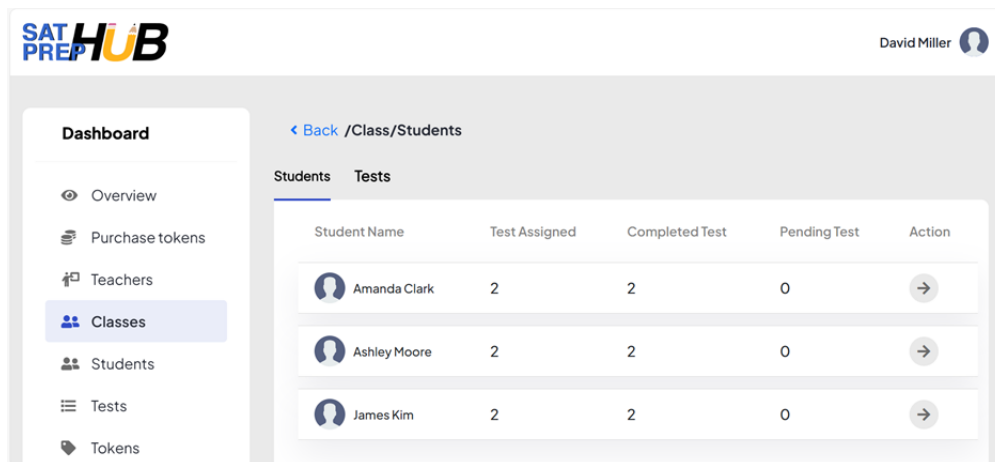 SAT
PREP HUB
David Miller
Dashboard
Overview
Purchase tokens
Teachers
Classes
Students
Tests
Tokens
Back /Class/Students
Students Tests
Student Name Test Assigned Completed Test Pending Test Action
Amanda Clark 2 2 0
Ashley Moore 2 2 0
James Kim 2 2 0